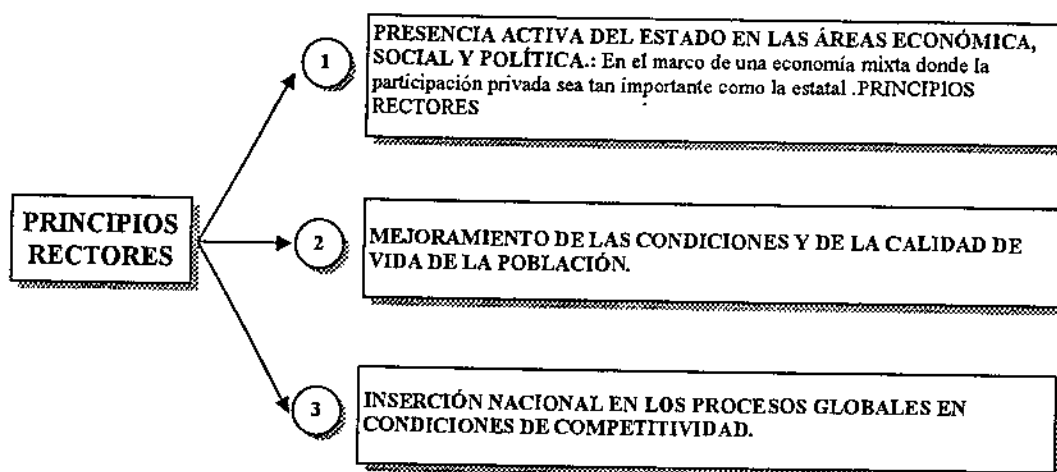 PRINCIPIOS
RECTORES
1
PRESENCIA ACTIVA DEL ESTADO EN LAS ÁREAS ECONÓMICA,
SOCIAL Y POLÍTICA.: En el marco de una economía mixta donde la
participación privada sea tan importante como la estatal .PRINCIPIOS
RECTORES
2
MEJORAMIENTO DE LAS CONDICIONES Y DE LA CALIDAD DE
VIDA DE LA POBLACIÓN.
3
INSERCIÓN NACIONAL EN LOS PROCESOS GLOBALES EN
CONDICIONES DE COMPETITIVIDAD.